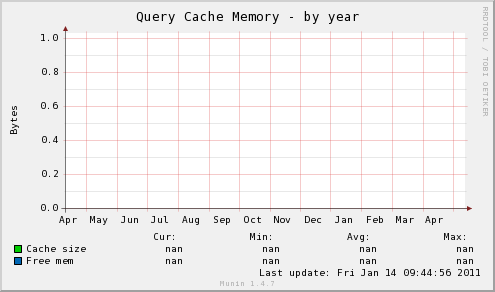 Query Cache Memory - by year
RRDTOOL / TOBI OETIKER
Bytes
1.0
0.8
0.6
0.4
0.2
0.0
Apr May Jun Jul Aug Sep Oct Nov Dec Jan Feb Mar Apr
Cur: Min: Avg: Max:
Cache size nan nan nan nan
Free mem nan nan nan nan
Last update: Fri Jan 14 09:44:56 2011
Munin 1.4.7